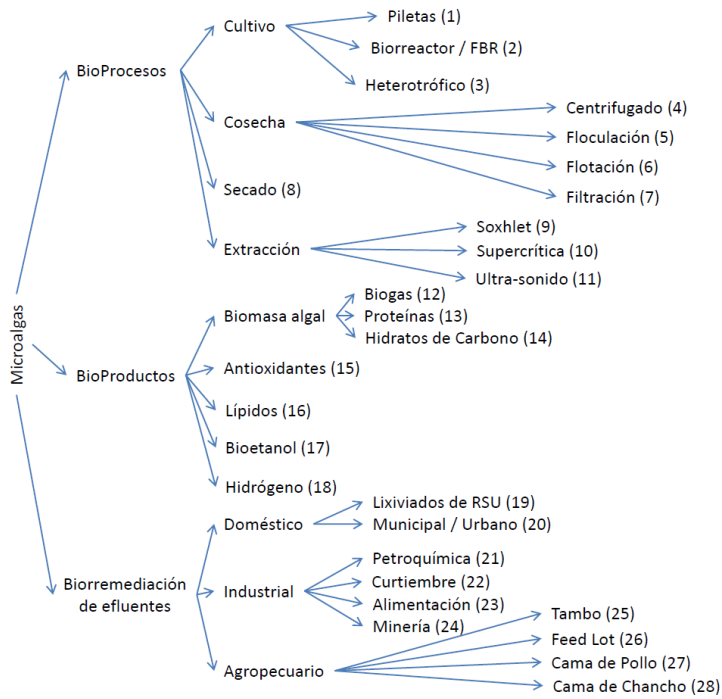 Microalgas
BioProcesos
Cultivo
Piletas (1)
Biorreactor / FBR (2)
Heterotrófico (3)
Cosecha
Centrifugado (4)
Floculación (5)
Flotación (6)
Filtración (7)
Secado (8)
Extracción
Soxhlet (9)
Supercrítica (10)
Ultra-sonido (11)
BioProductos
Biomasa algal
Biogas (12)
Proteínas (13)
Hidratos de Carbono (14)
Antioxidantes (15)
Lípidos (16)
Bioetanol (17)
Hidrógeno (18)
Biorremediación
de efluentes
Doméstico
Lixiviados de RSU (19)
Municipal / Urbano (20)
Industrial
Petroquímica (21)
Curtiembre (22)
Alimentación (23)
Minería (24)
Agropecuario
Tambo (25)
Feed Lot (26)
Cama de Pollo (27)
Cama de Chancho (28)